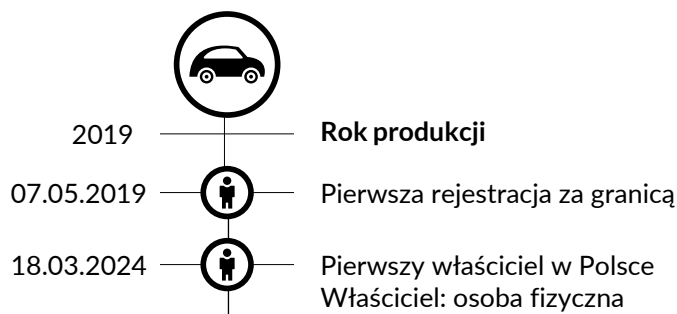 2019 Rok produkcji
07.05.2019 Pierwsza rejestracja za granicą
18.03.2024 Pierwszy właściciel w Polsce
Właściciel: osoba fizyczna